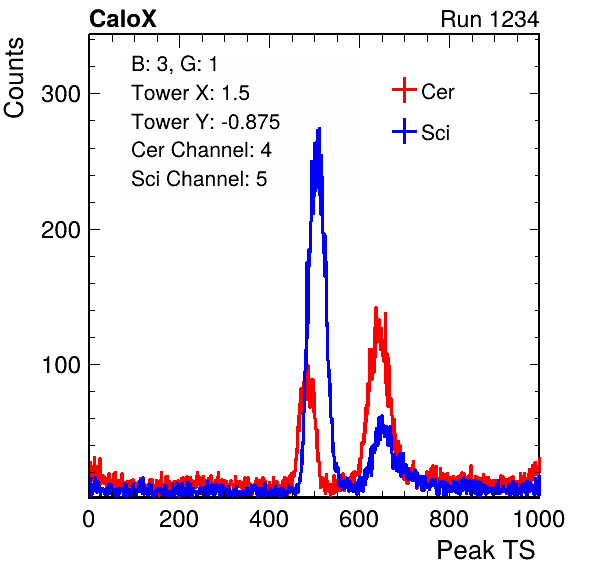 CaloX Run 1234
Counts
B: 3, G: 1
Tower X: 1.5
Tower Y: -0.875
Cer Channel: 4
Sci Channel: 5
Cer
Sci
300
200
100
0 200 400 600 800 1000
Peak TS